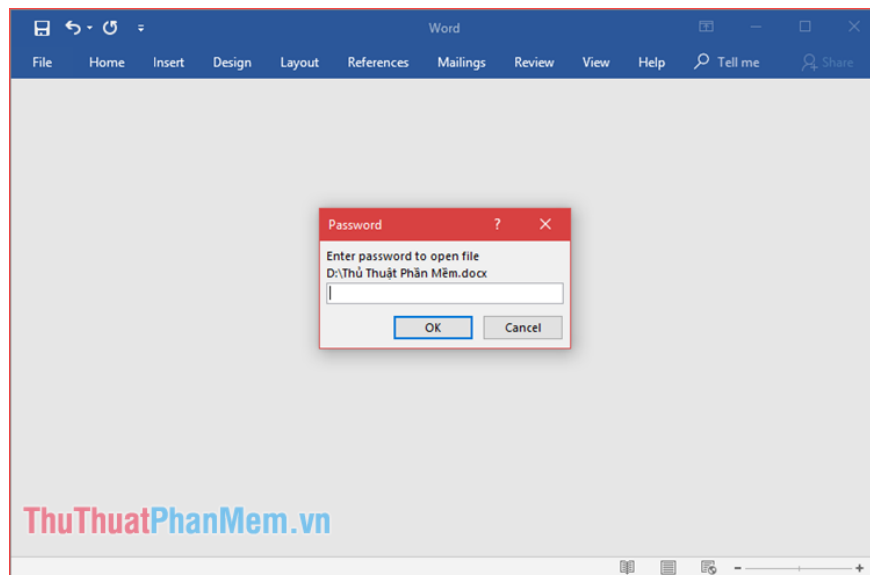 Word
File Home Insert Design Layout References Mailings Review View Help Tell me Share
Password ?
Enter password to open file
D:\Thủ Thuật Phần Mềm.docx
OK Cancel
ThuThuatPhanMem.vn